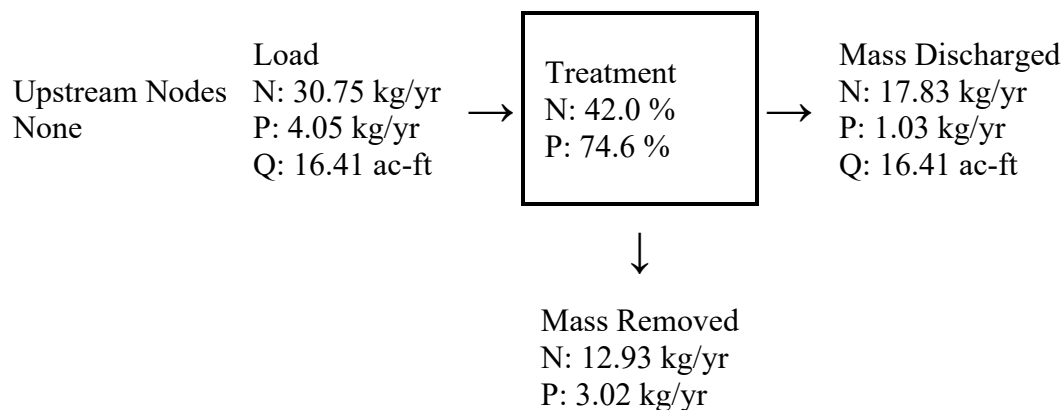 Upstream Nodes
None
Load
N: 30.75 kg/yr
P: 4.05 kg/yr
Q: 16.41 ac-ft
→
Treatment
N: 42.0 %
P: 74.6 %
→
Mass Discharged
N: 17.83 kg/yr
P: 1.03 kg/yr
Q: 16.41 ac-ft
↓
Mass Removed
N: 12.93 kg/yr
P: 3.02 kg/yr